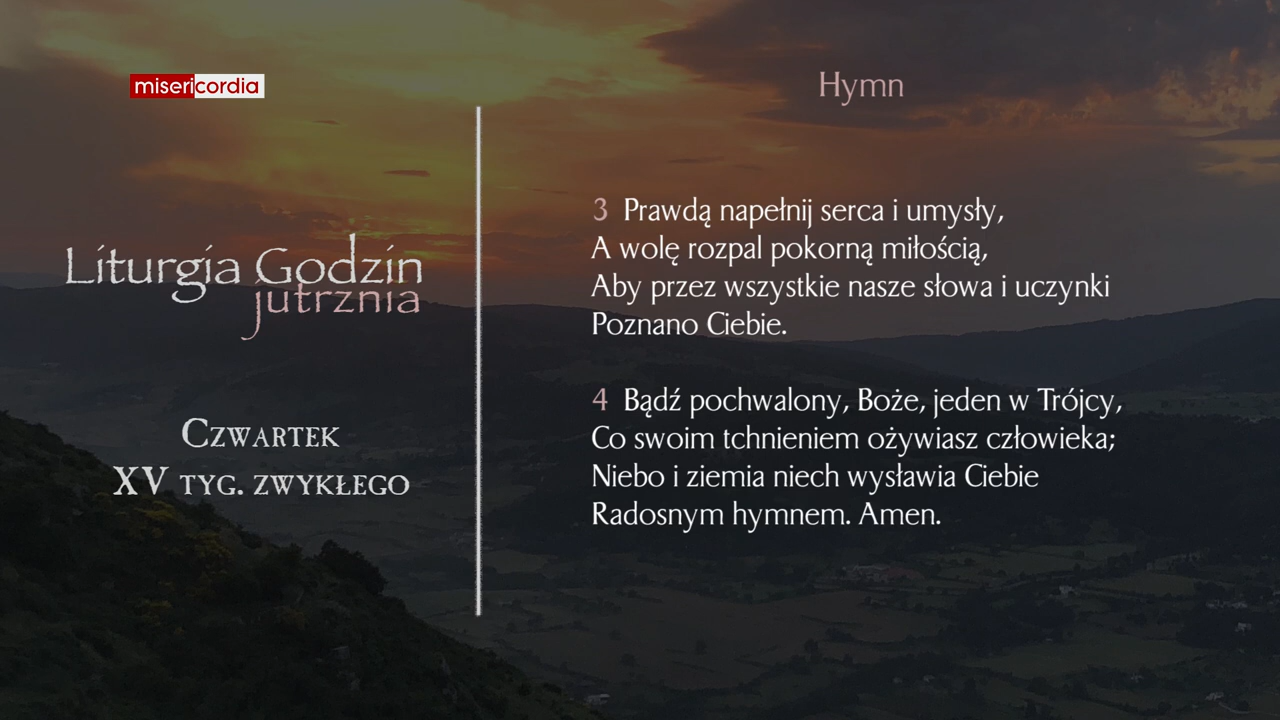 misericordia
Liturgia Godzin
jutrznia
Czwartek
XV tyg. zwykłego
Hymn
3 Prawdą napełnij serca i umysły,
A wolę rozpal pokorną miłością,
Aby przez wszystkie nasze słowa i uczynki
Poznano Ciebie.
4 Bądź pochwalony, Boże, jeden w Trójcy,
Co swoim tchnieniem ożywiasz człowieka;
Niebo i ziemia niech wysławia Ciebie
Radosnym hymnem. Amen.